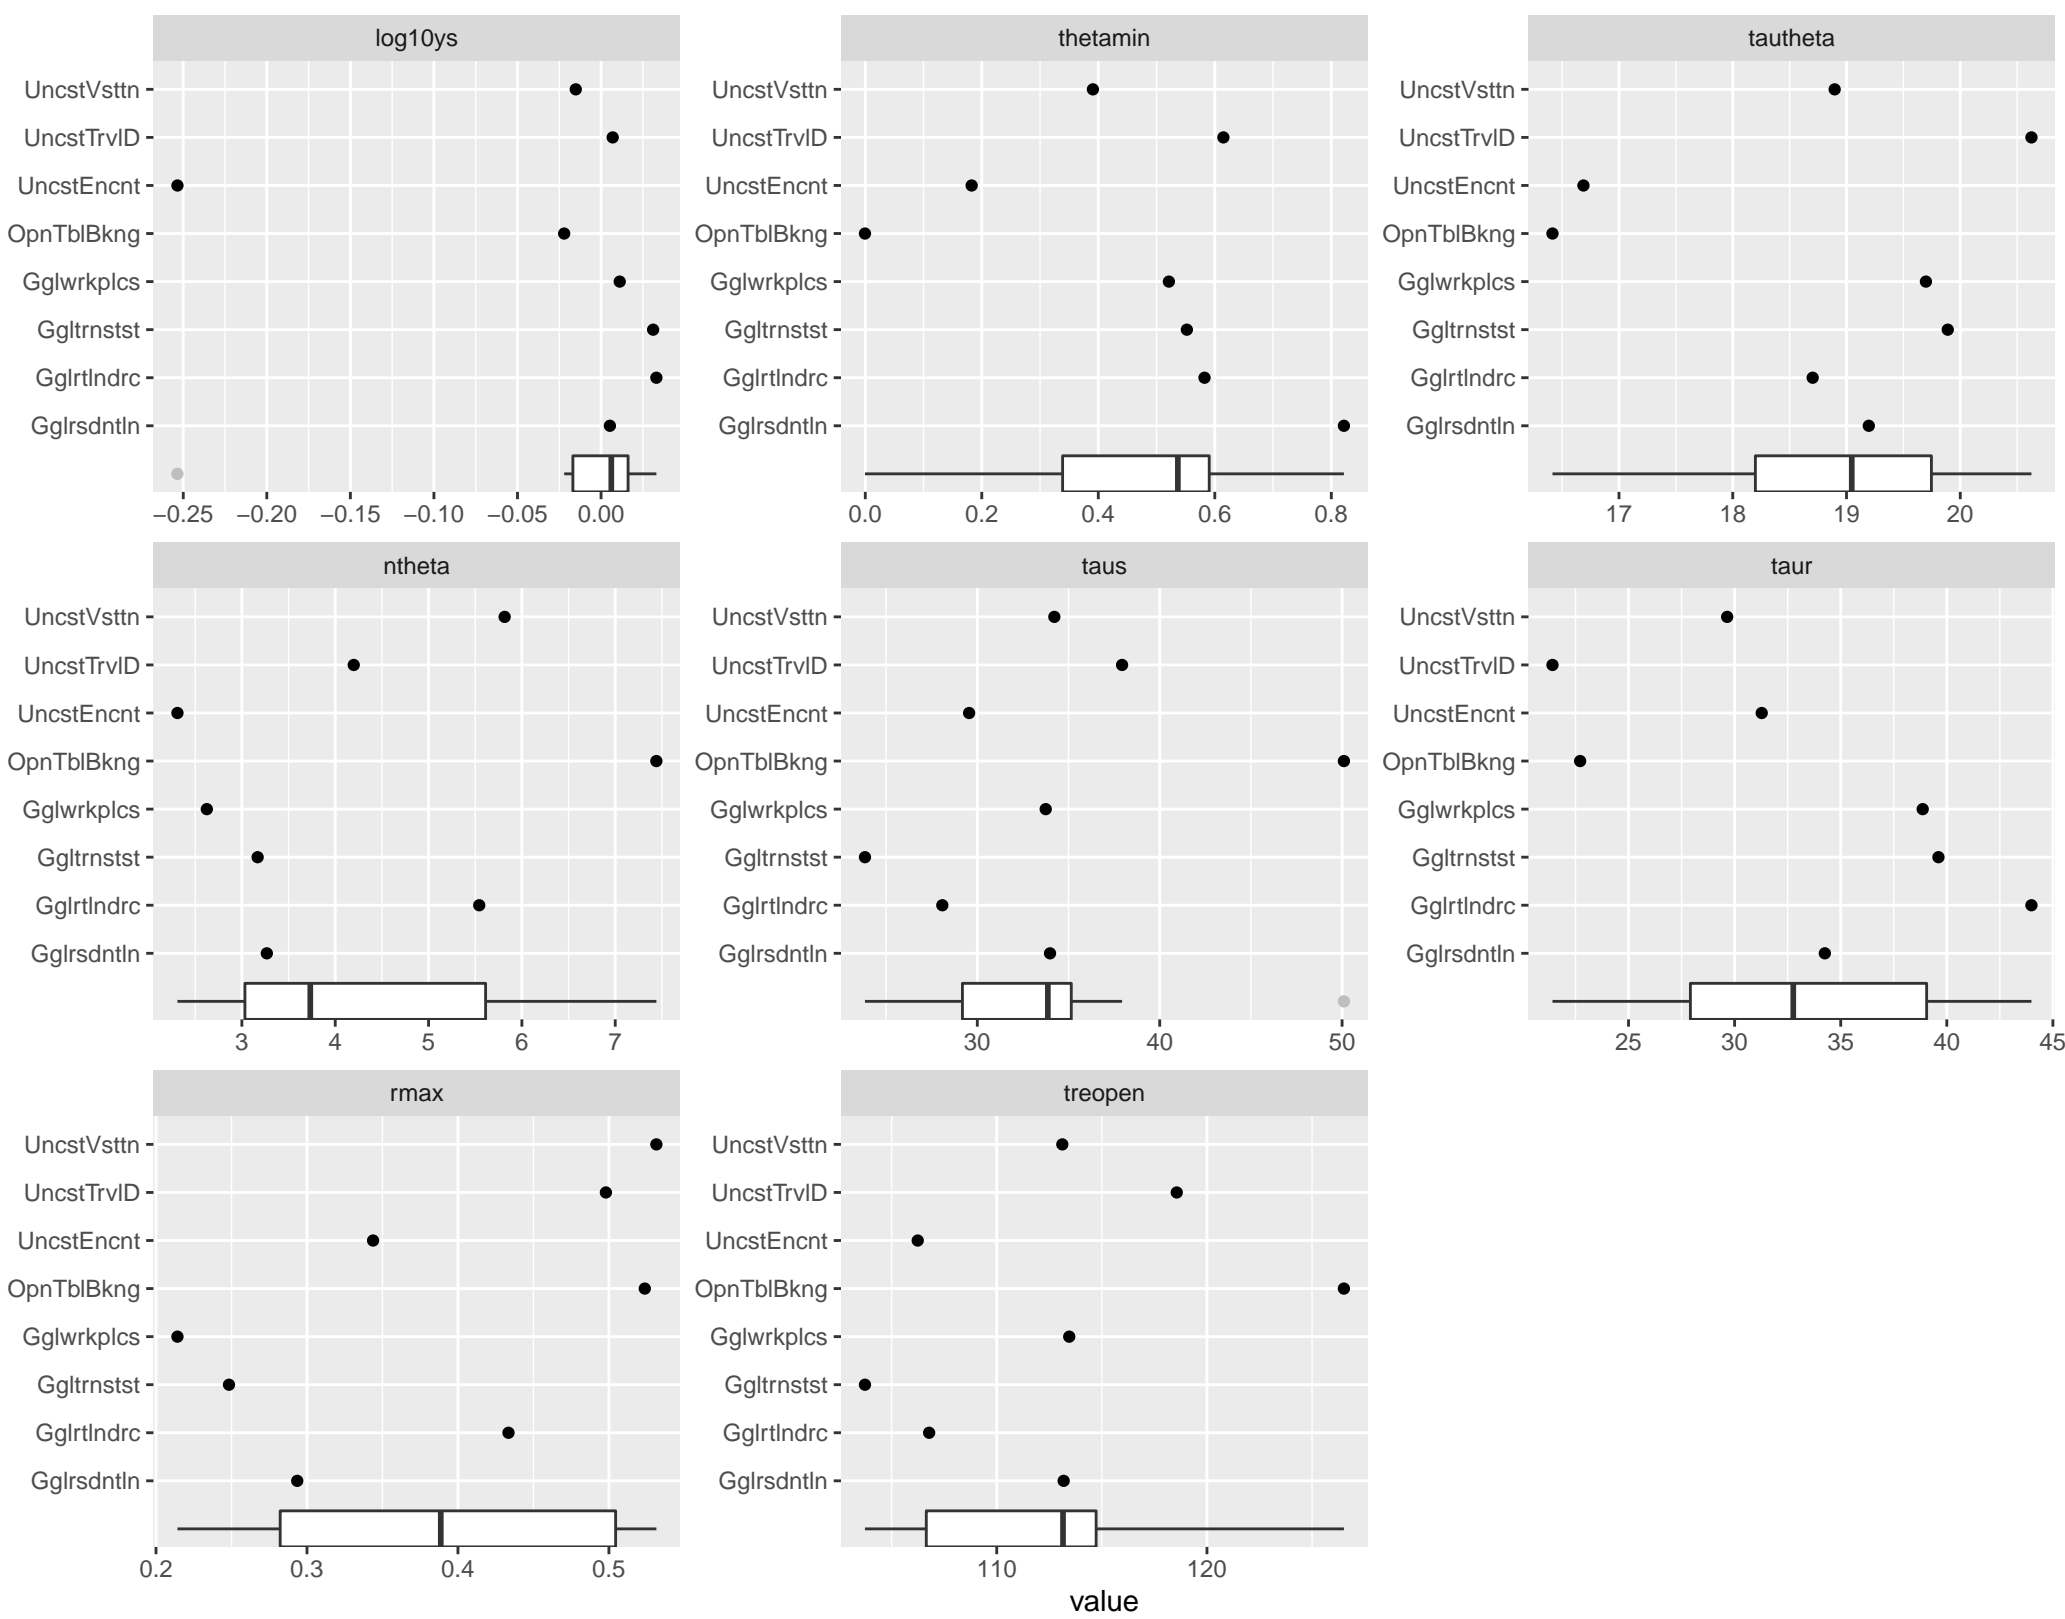 log10ys thetamin tautheta
UncstVsttn UncstVsttn UncstVsttn
UncstTrvlD UncstTrvlD UncstTrvlD
UncstEncnt UncstEncnt UncstEncnt
OpnTblBkng OpnTblBkng OpnTblBkng
Gglwrkplcs Gglwrkplcs Gglwrkplcs
Ggltrnstst Ggltrnstst Ggltrnstst
Gglrtlndrc Gglrtlndrc Gglrtlndrc
Gglrsdntln Gglrsdntln Gglrsdntln
−0.25 −0.20 −0.15 −0.10 −0.05 0.00 0.0 0.2 0.4 0.6 0.8 17 18 19 20
ntheta taus taur
UncstVsttn UncstVsttn UncstVsttn
UncstTrvlD UncstTrvlD UncstTrvlD
UncstEncnt UncstEncnt UncstEncnt
OpnTblBkng OpnTblBkng OpnTblBkng
Gglwrkplcs Gglwrkplcs Gglwrkplcs
Ggltrnstst Ggltrnstst Ggltrnstst
Gglrtlndrc Gglrtlndrc Gglrtlndrc
Gglrsdntln Gglrsdntln Gglrsdntln
3 4 5 6 7 30 40 50 25 30 35 40 45
rmax treopen
UncstVsttn UncstVsttn
UncstTrvlD UncstTrvlD
UncstEncnt UncstEncnt
OpnTblBkng OpnTblBkng
Gglwrkplcs Gglwrkplcs
Ggltrnstst Ggltrnstst
Gglrtlndrc Gglrtlndrc
Gglrsdntln Gglrsdntln
0.2 0.3 0.4 0.5 110 120
value